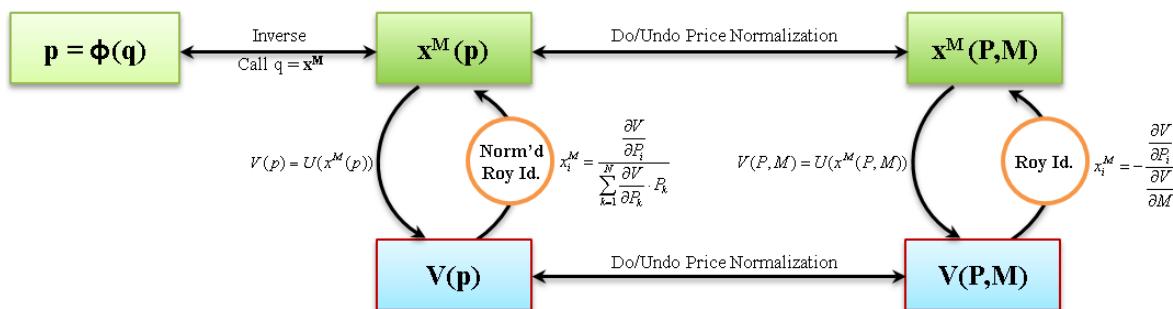 p = ϕ(q)
Inverse
Call q = x^M
x^M(p)
Do/Undo Price Normalization
x^M(P,M)
V(p) = U(x^M(p))
Norm'd
Roy Id.
x_i^M = (∂V/∂P_i) / (∑_{k=1}^{N} ∂V/∂P_k · P_k)
V(P,M) = U(x^M(P,M))
Roy Id.
x_i^M = − (∂V/∂P_i) / (∂V/∂M)
V(p)
Do/Undo Price Normalization
V(P,M)